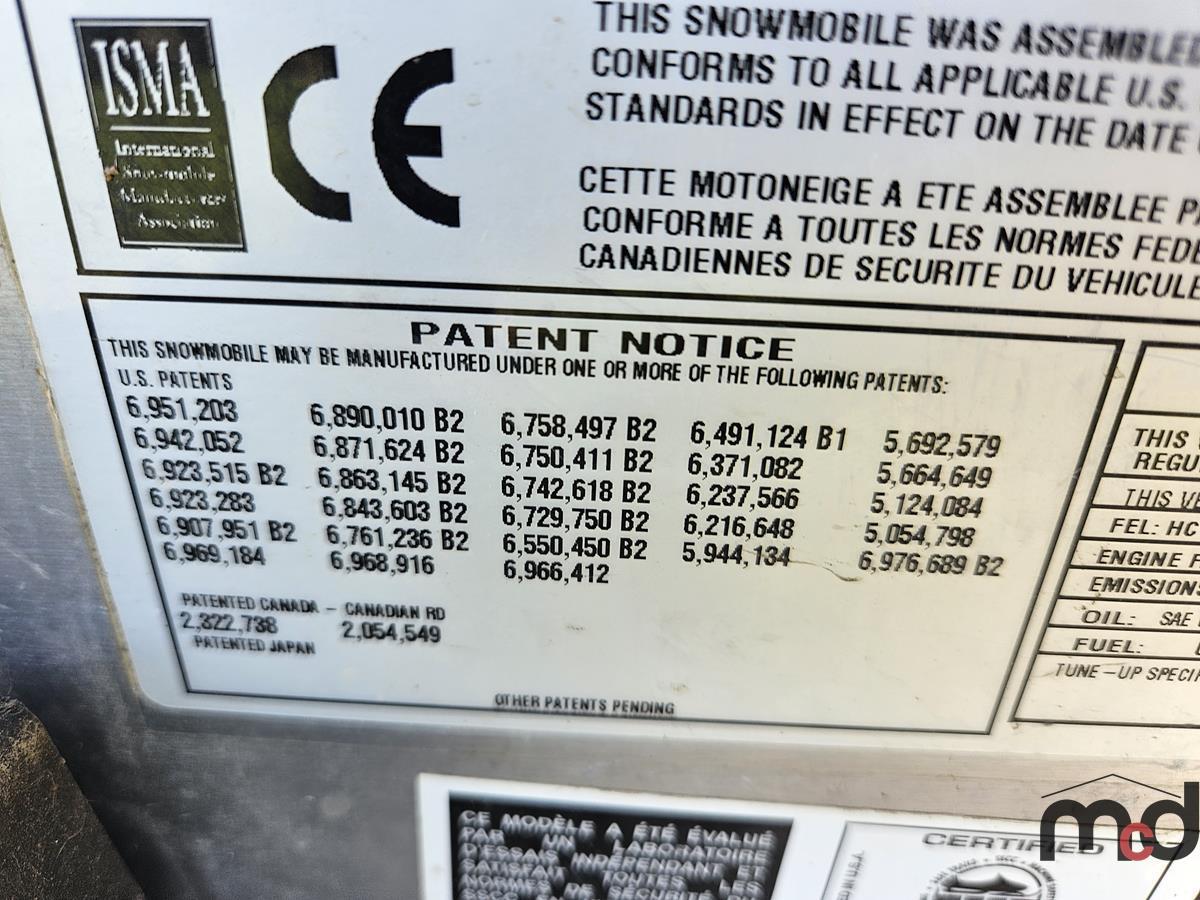 ISMA
International
Snowmobile
Manufacturers
Association
CE
THIS SNOWMOBILE WAS ASSEMBLED
CONFORMS TO ALL APPLICABLE U.S.
STANDARDS IN EFFECT ON THE DATE
CETTE MOTONEIGE A ETE ASSEMBLEE
CONFORME A TOUTES LES NORMES FEDE
CANADIENNES DE SECURITE DU VEHICULE
PATENT NOTICE
THIS SNOWMOBILE MAY BE MANUFACTURED UNDER ONE OR MORE OF THE FOLLOWING PATENTS:
U.S. PATENTS
6,951,203 6,890,010 B2 6,758,497 B2 6,491,124 B1 5,692,579
6,942,052 6,871,624 B2 6,750,411 B2 6,371,082 5,664,649
6,923,515 B2 6,863,145 B2 6,742,618 B2 6,237,566 5,124,084
6,923,283 6,843,603 B2 6,729,750 B2 6,216,648 5,054,798
6,907,951 B2 6,761,236 B2 6,550,450 B2 5,944,134 6,976,689 B2
6,969,184 6,968,916 6,966,412
PATENTED CANADA – CANADIAN RD
2,322,738 2,054,549
PATENTED JAPAN
OTHER PATENTS PENDING
THIS
REGU
THIS
FEL: HC
ENGINE F
EMISSIONS
OIL: SAE
FUEL:
TUNE–UP SPECIF
CE MODÈLE A ÉTÉ ÉVALUÉ
PAR UN LABORATOIRE
D'ESSAIS INDÉPENDANT ET
SATISFAIT TOUTES LES
NORMES DE SÉCURITÉ DU
CERTIFIED
IN U.S.A.
mcd